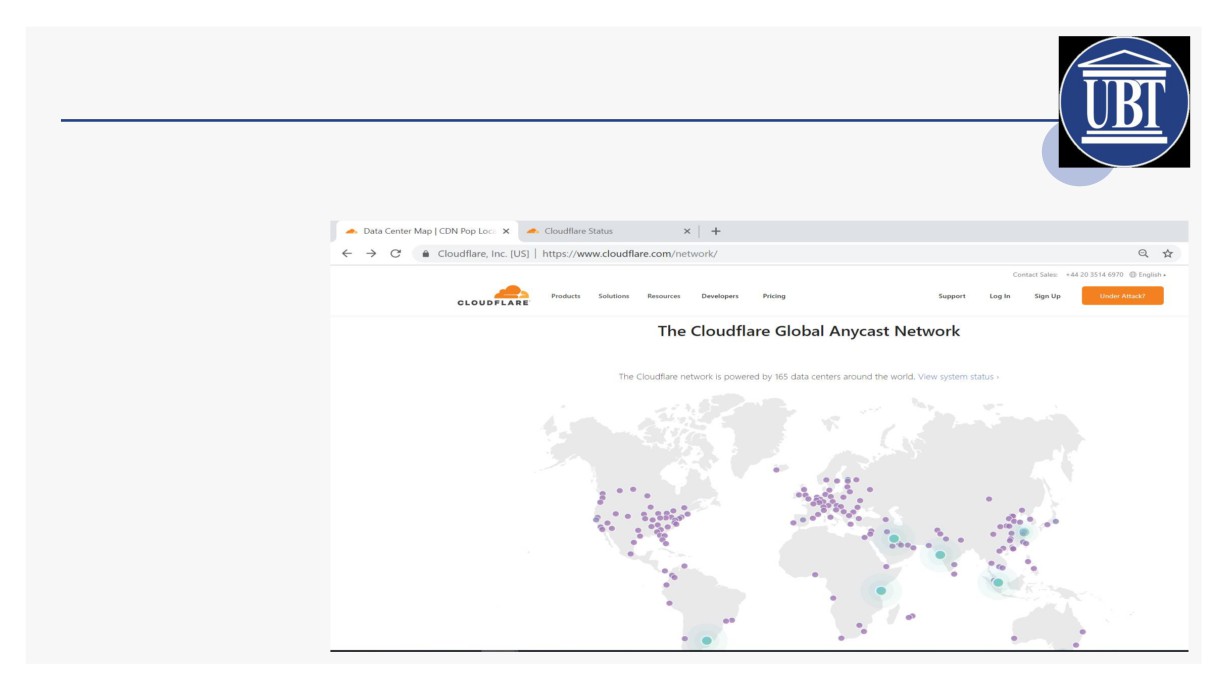 UBT
Data Center Map | CDN Pop Loc
Cloudflare Status
Cloudflare, Inc. [US] | https://www.cloudflare.com/network/
Contact Sales: +44 20 3514 6970 English
CLOUDFLARE Products Solutions Resources Developers Pricing Support Log In Sign Up Under Attack?
The Cloudflare Global Anycast Network
The Cloudflare network is powered by 165 data centers around the world. View system status ›